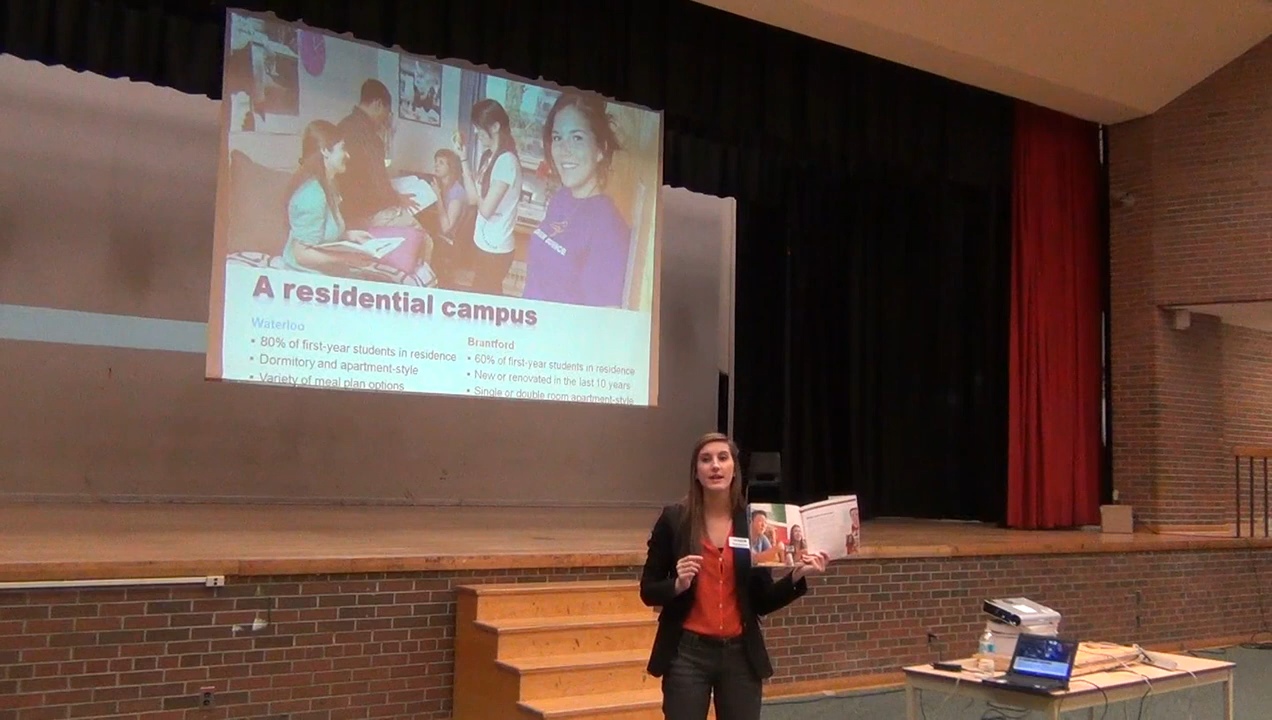 A residential campus
Waterloo
• 80% of first-year students in residence
• Dormitory and apartment-style
• Variety of meal plan options
Brantford
• 60% of first-year students in residence
• New or renovated in the last 10 years
• Single or double room apartment-style